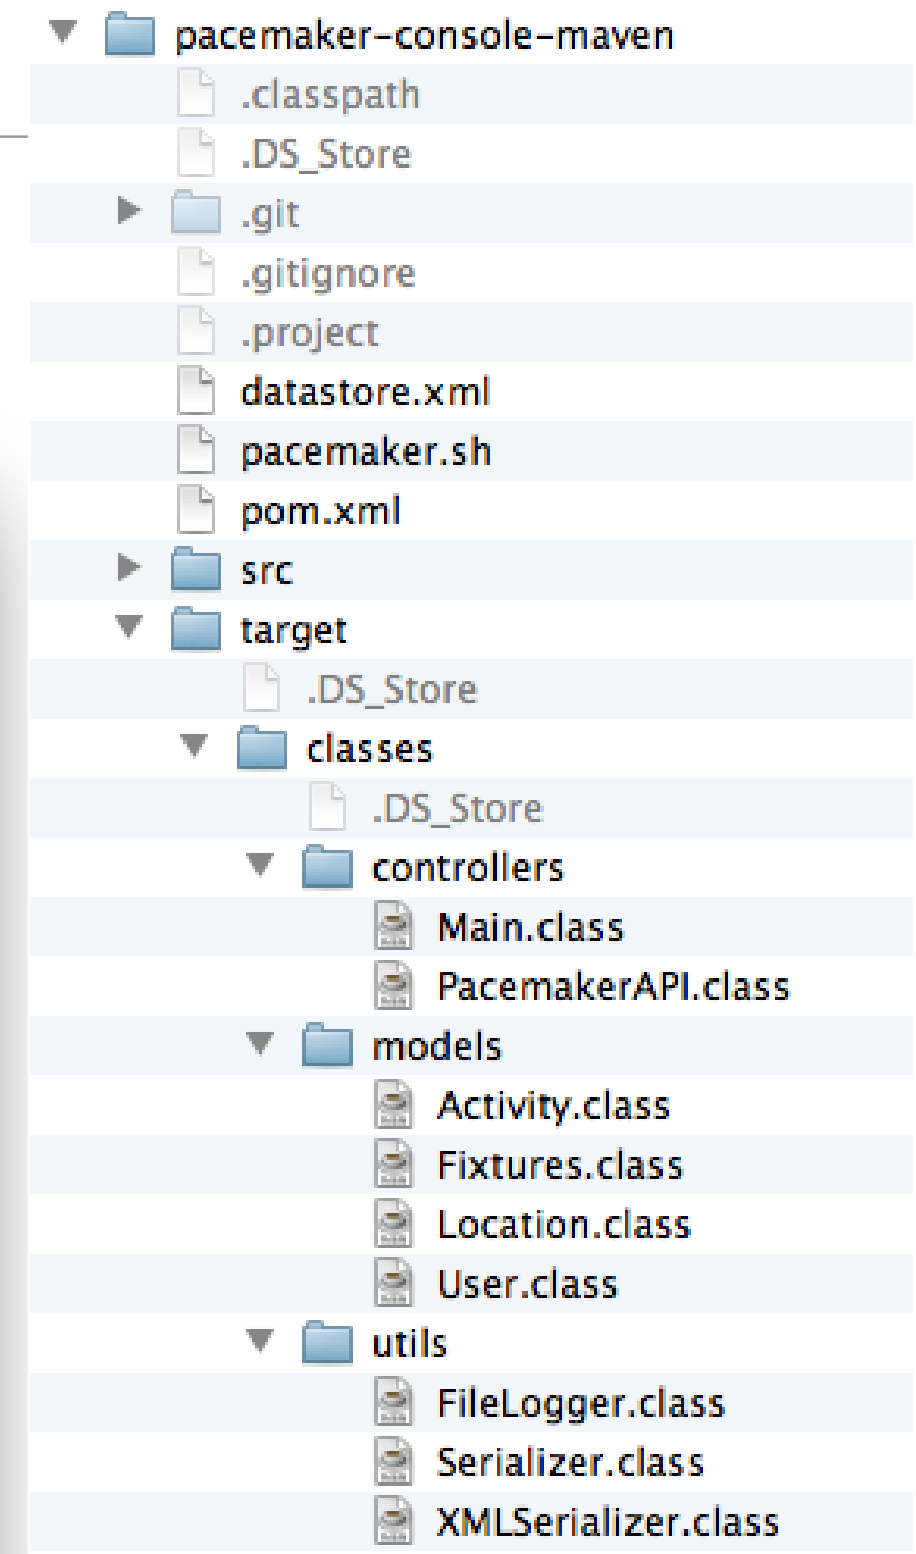 pacemaker-console-maven
.classpath
.DS_Store
.git
.gitignore
.project
datastore.xml
pacemaker.sh
pom.xml
src
target
.DS_Store
classes
.DS_Store
controllers
Main.class
PacemakerAPI.class
models
Activity.class
Fixtures.class
Location.class
User.class
utils
FileLogger.class
Serializer.class
XMLSerializer.class